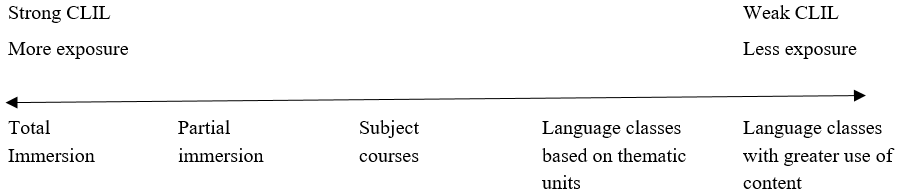 Strong CLIL
Weak CLIL
More exposure
Less exposure
Total
Immersion
Partial
immersion
Subject
courses
Language classes
based on thematic
units
Language classes
with greater use of
content